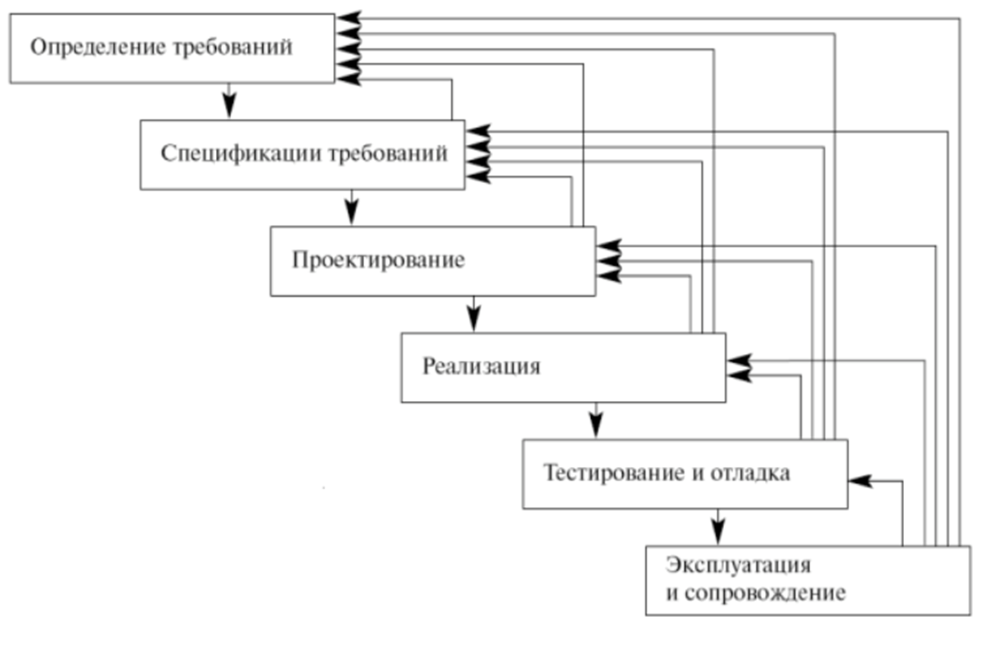 Определение требований
Спецификации требований
Проектирование
Реализация
Тестирование и отладка
Эксплуатация
и сопровождение